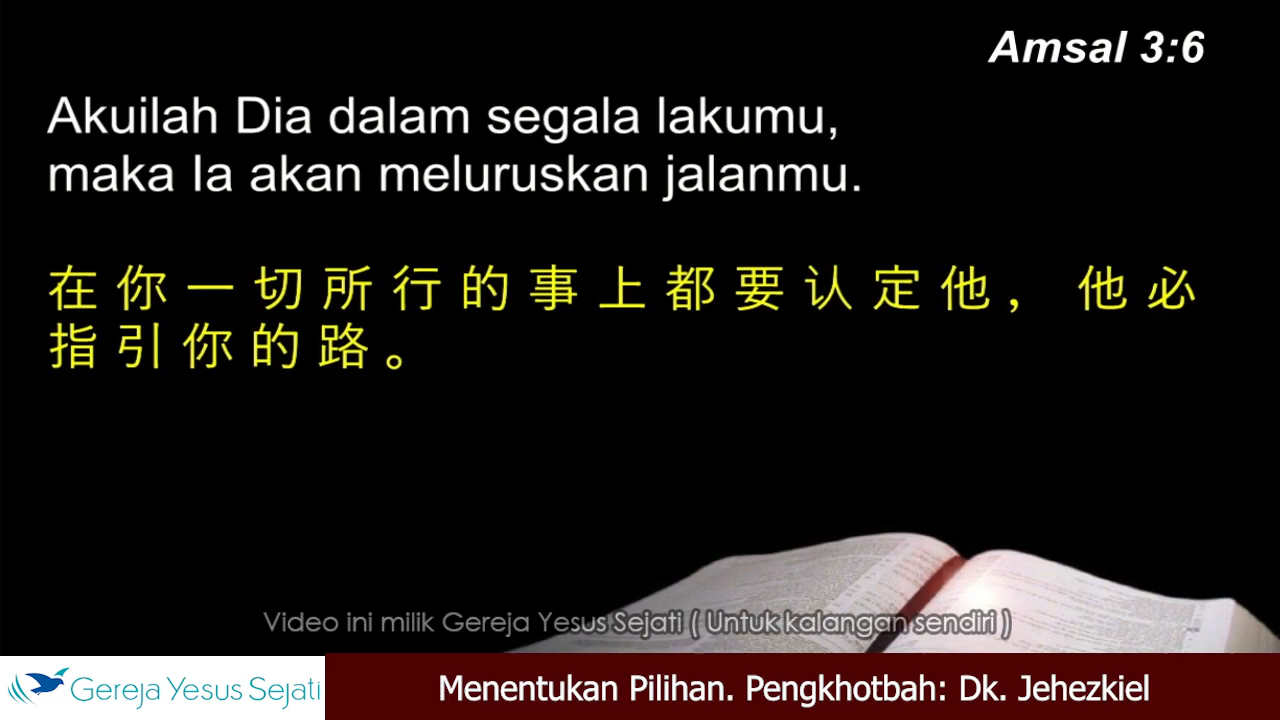 Amsal 3:6
Akuilah Dia dalam segala lakumu,
maka Ia akan meluruskan jalanmu.
在你一切所行的事上都要认定他，他必
指引你的路。
Video ini milik Gereja Yesus Sejati ( Untuk kalangan sendiri )
Gereja Yesus Sejati
Menentukan Pilihan. Pengkhotbah: Dk. Jehezkiel